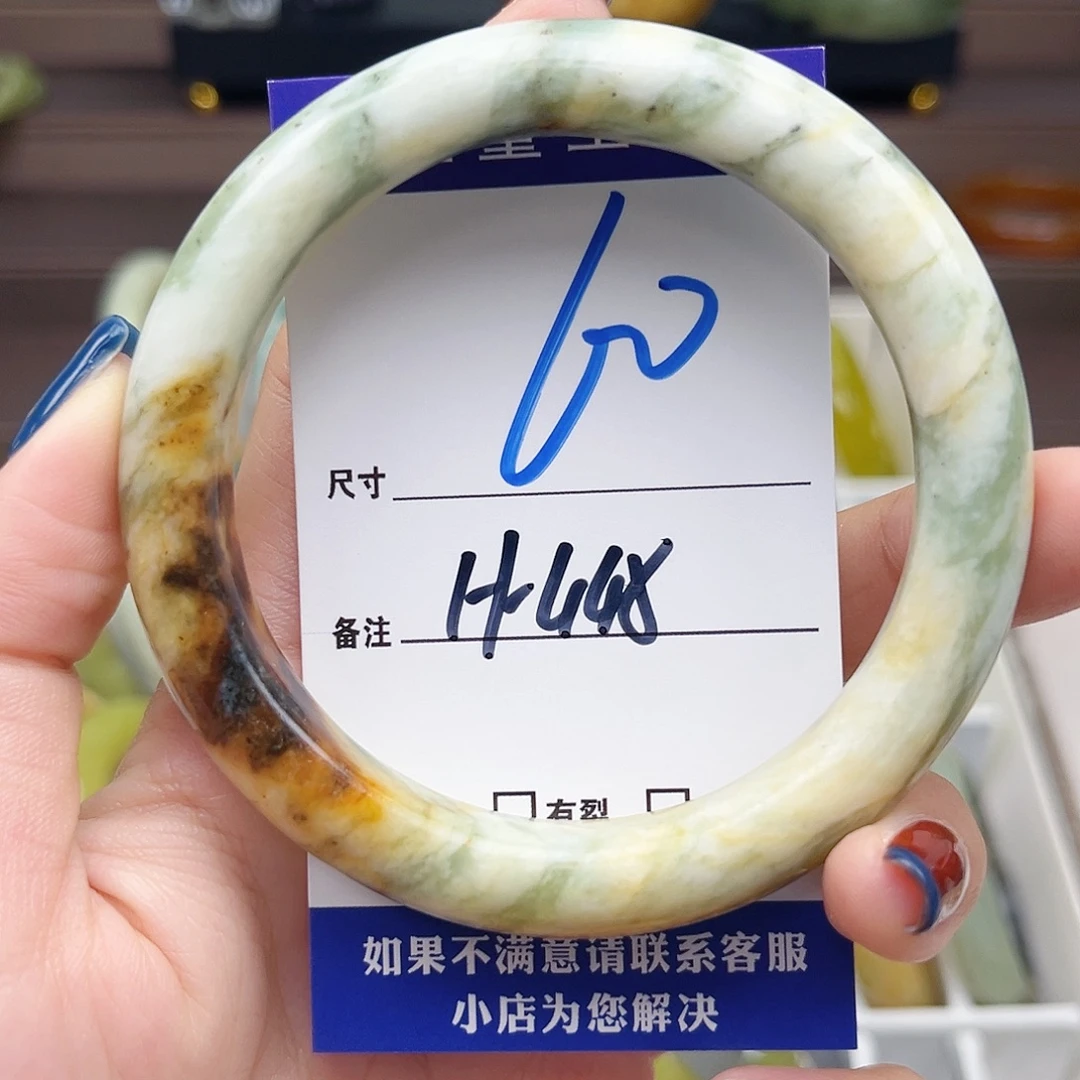 60
尺寸
H-448
备注
□有裂 □
如果不满意请联系客服
小店为您解决